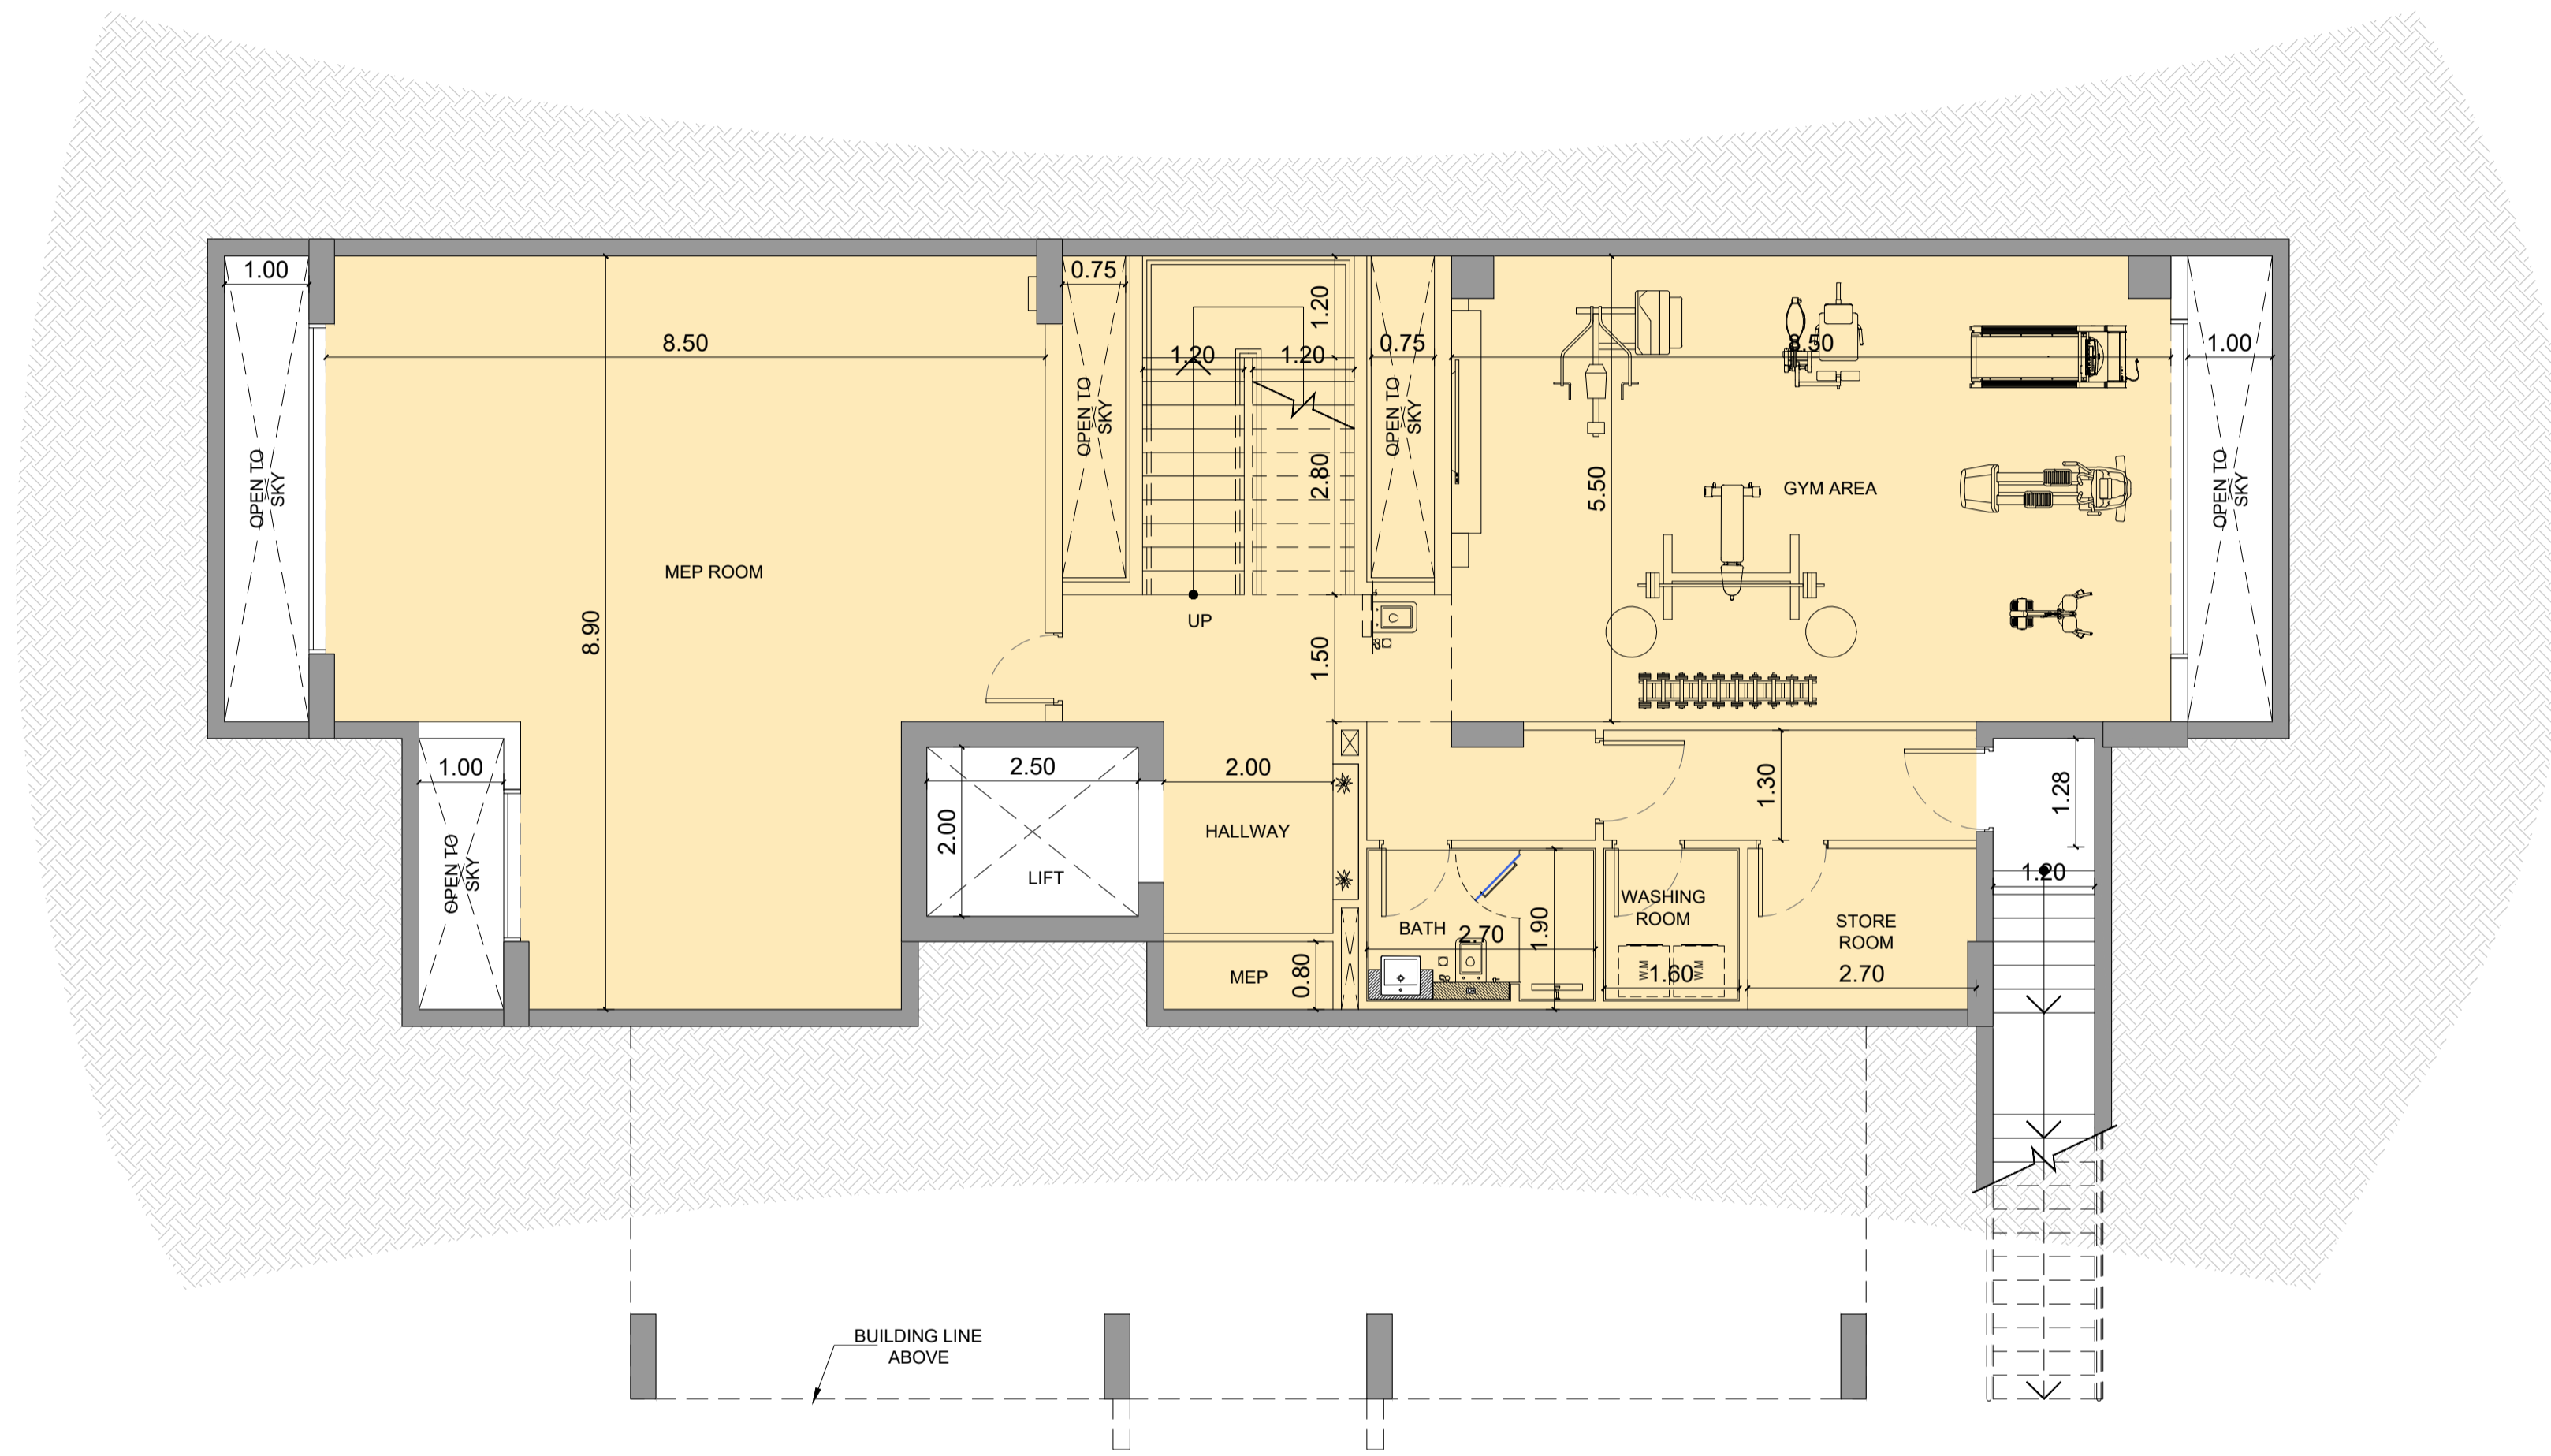 1.00
0.75
1.20
8.50
1.20
1.20
0.75
.50
1.00
OPEN TO
SKY
OPEN TO
SKY
OPEN TO
SKY
OPEN TO
SKY
2.80
5.50
GYM AREA
MEP ROOM
8.90
UP
1.50
1.00
2.50
2.00
1.30
1.28
2.00
HALLWAY
OPEN TO
SKY
LIFT
1.20
WASHING
ROOM
BATH
2.70
1.90
STORE
ROOM
MEP
0.80
W.M
1.60
W.M
2.70
BUILDING LINE
ABOVE